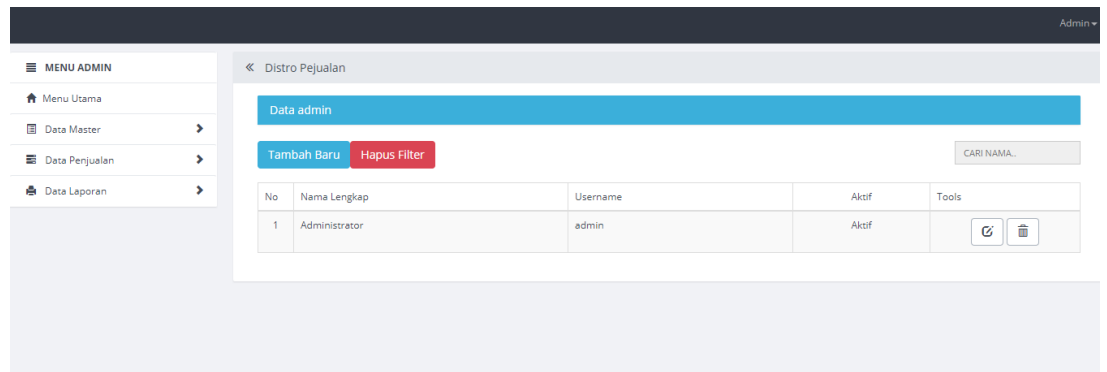 Admin
MENU ADMIN
Menu Utama
Data Master
Data Penjualan
Data Laporan
Distro Pejualan
Data admin
Tambah Baru Hapus Filter CARI NAMA..
No Nama Lengkap Username Aktif Tools
1 Administrator admin Aktif